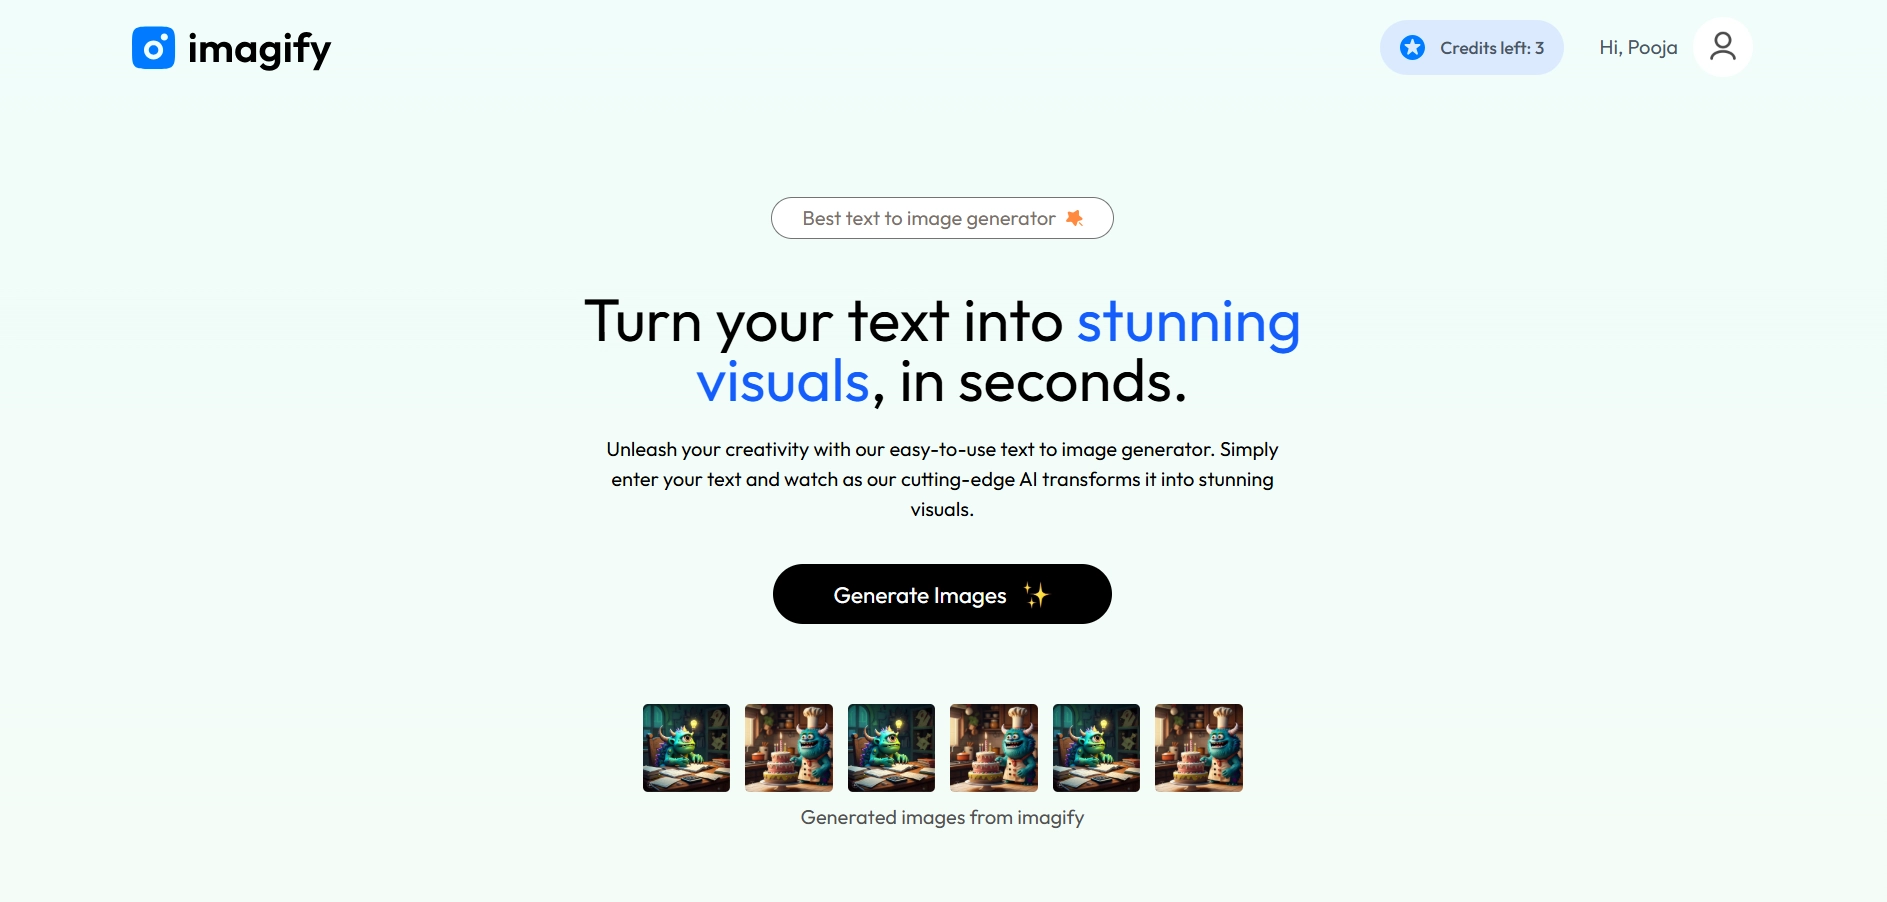 imagify
Credits left: 3
Hi, Pooja
Best text to image generator
Turn your text into stunning
visuals, in seconds.
Unleash your creativity with our easy-to-use text to image generator. Simply
enter your text and watch as our cutting-edge AI transforms it into stunning
visuals.
Generate Images
Generated images from imagify